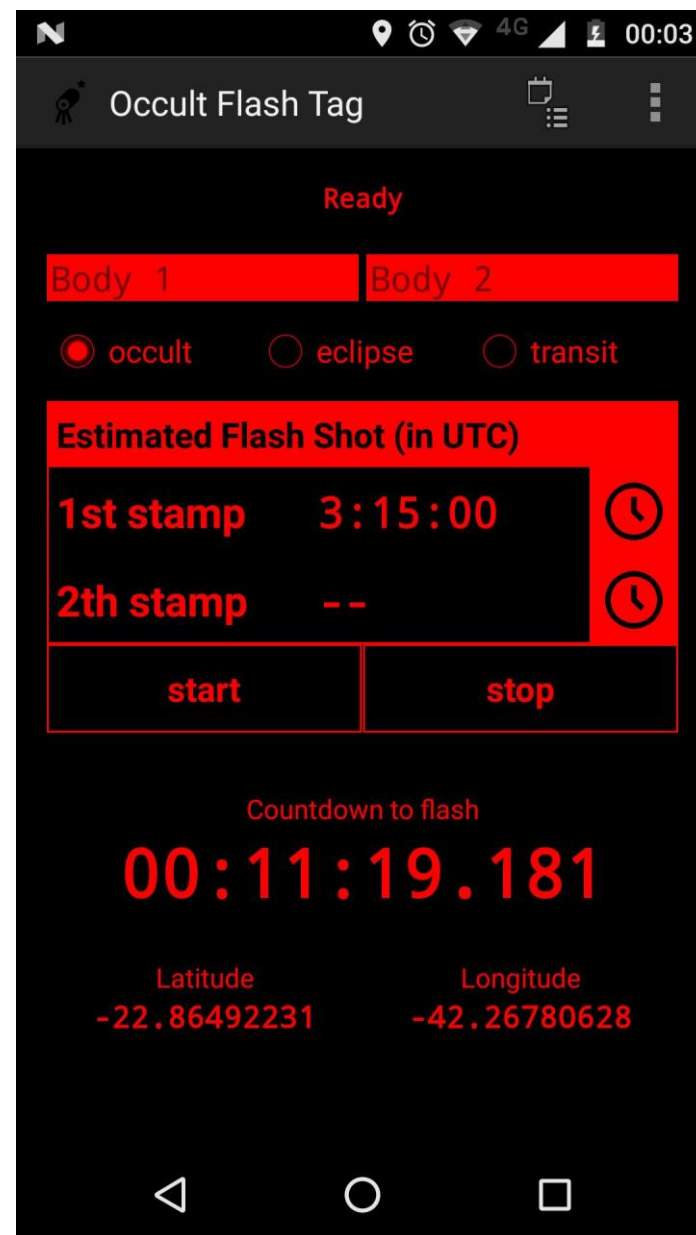 4G 00:03
Occult Flash Tag
Ready
Body 1 Body 2
occult eclipse transit
Estimated Flash Shot (in UTC)
1st stamp 3:15:00
2th stamp --
start stop
Countdown to flash
00:11:19.181
Latitude Longitude
-22.86492231 -42.26780628